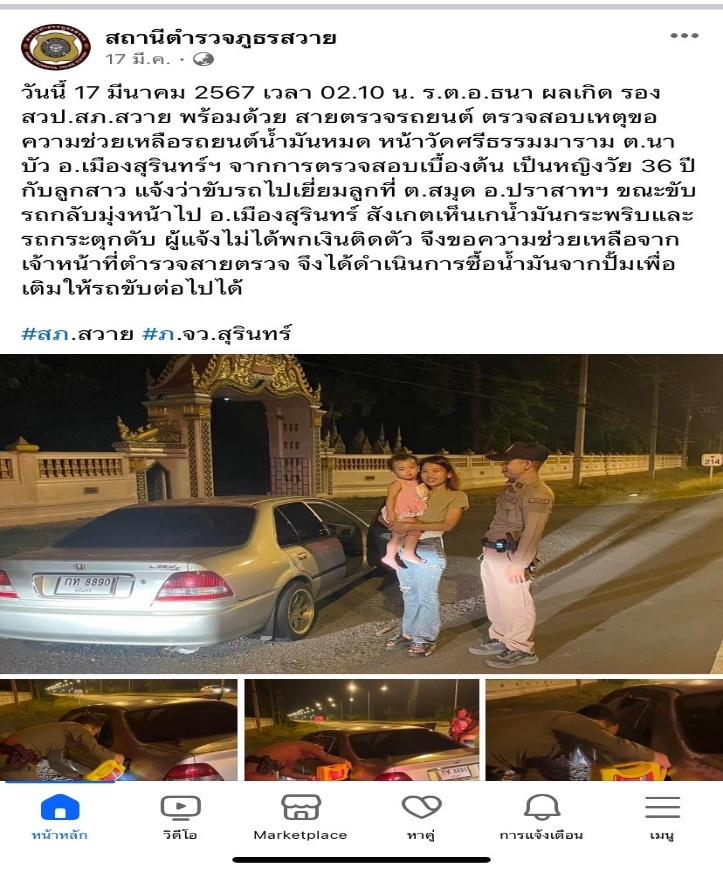 สถานีตำรวจภูธรสวาย
17 มี.ค. ·
วันนี้ 17 มีนาคม 2567 เวลา 02.10 น. ร.ต.อ.ธนา ผลเกิด รอง
สวป.สภ.สวาย พร้อมด้วย สายตรวจรถยนต์ ตรวจสอบเหตุขอ
ความช่วยเหลือรถยนต์น้ำมันหมด หน้าวัดศรีธรรมมาราม ต.นา
บัว อ.เมืองสุรินทร์ฯ จากการตรวจสอบเบื้องต้น เป็นหญิงวัย 36 ปี
กับลูกสาว แจ้งว่าขับรถไปเยี่ยมลูกที่ ต.สมุด อ.ปราสาทฯ ขณะขับ
รถกลับมุ่งหน้าไป อ.เมืองสุรินทร์ สังเกตเห็นเกน้ำมันกระพริบและ
รถกระตุกดับ ผู้แจ้งไม่ได้พกเงินติดตัว จึงขอความช่วยเหลือจาก
เจ้าหน้าที่ตำรวจสายตรวจ จึงได้ดำเนินการซื้อน้ำมันจากปั้มเพื่อ
เติมให้รถขับต่อไปได้
#สภ.สวาย #ภ.จว.สุรินทร์
214
กท 8890
สุรินทร์
หน้าหลัก
วิดีโอ
Marketplace
หาคู่
การแจ้งเตือน
เมนู